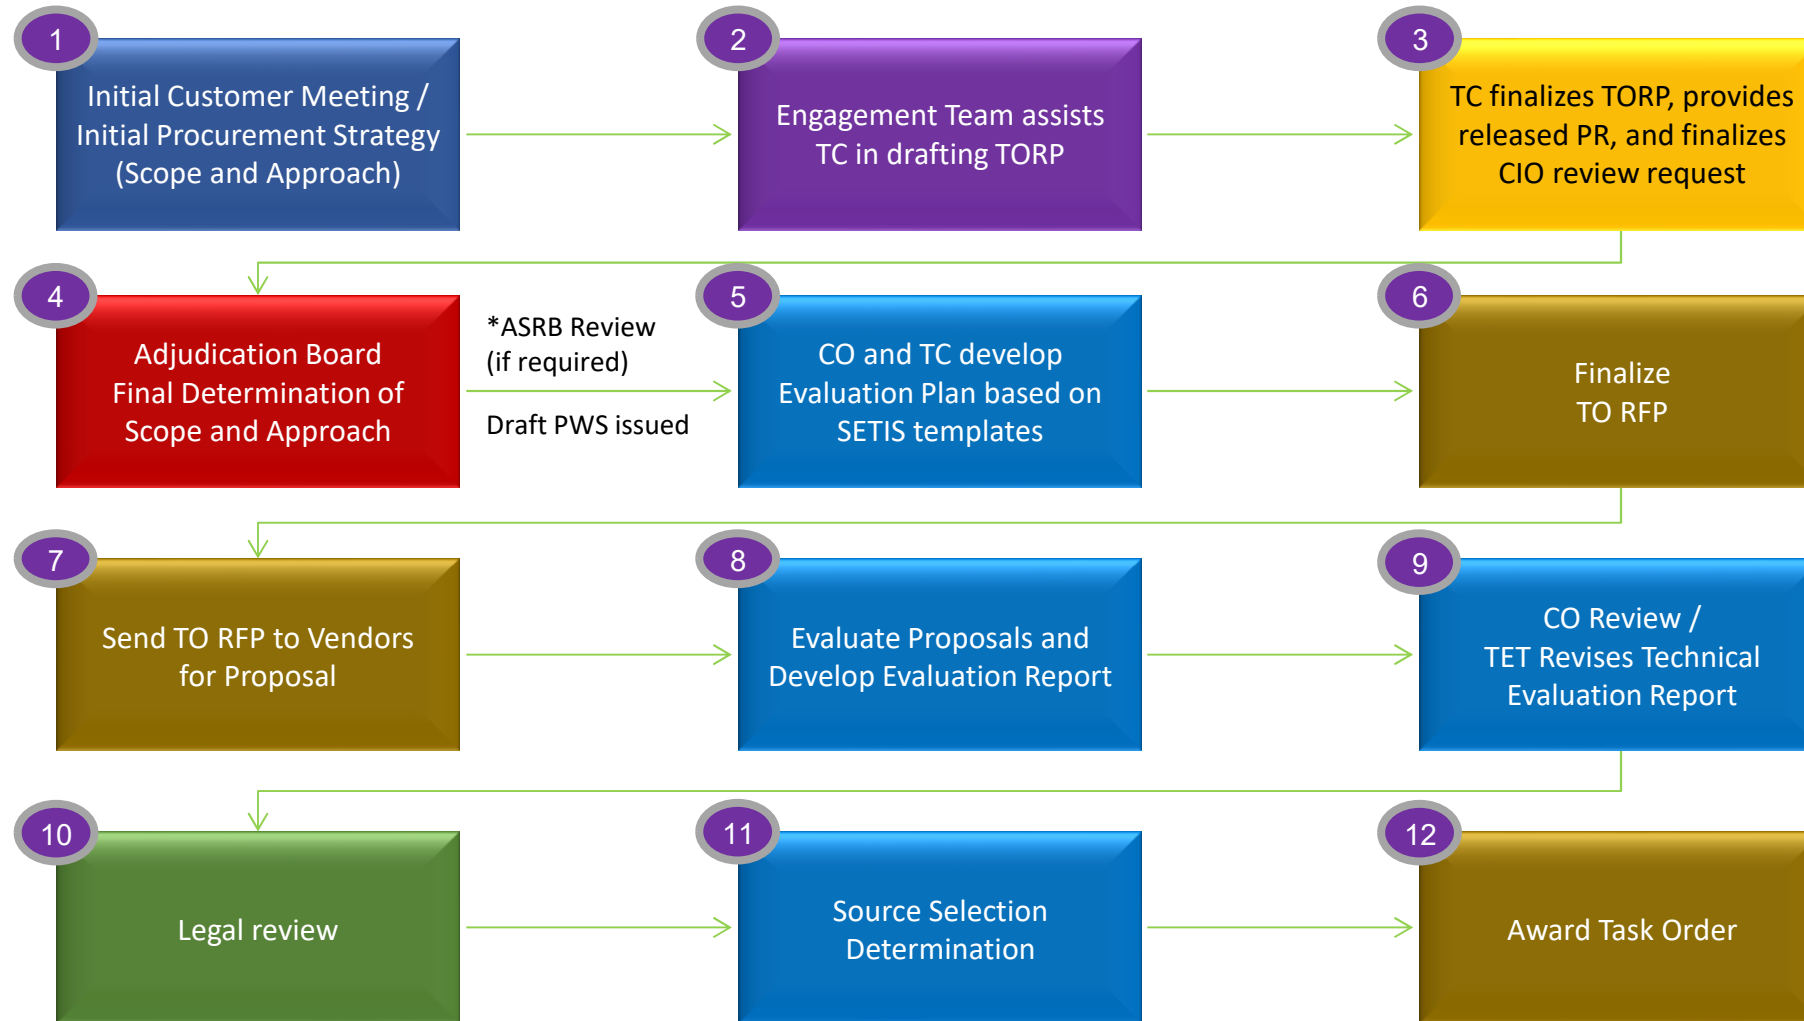 1
Initial Customer Meeting /
Initial Procurement Strategy
(Scope and Approach)
2
Engagement Team assists
TC in drafting TORP
3
TC finalizes TORP, provides
released PR, and finalizes
CIO review request
4
Adjudication Board
Final Determination of
Scope and Approach
*ASRB Review
(if required)
Draft PWS issued
5
CO and TC develop
Evaluation Plan based on
SETIS templates
6
Finalize
TO RFP
7
Send TO RFP to Vendors
for Proposal
8
Evaluate Proposals and
Develop Evaluation Report
9
CO Review /
TET Revises Technical
Evaluation Report
10
Legal review
11
Source Selection
Determination
12
Award Task Order